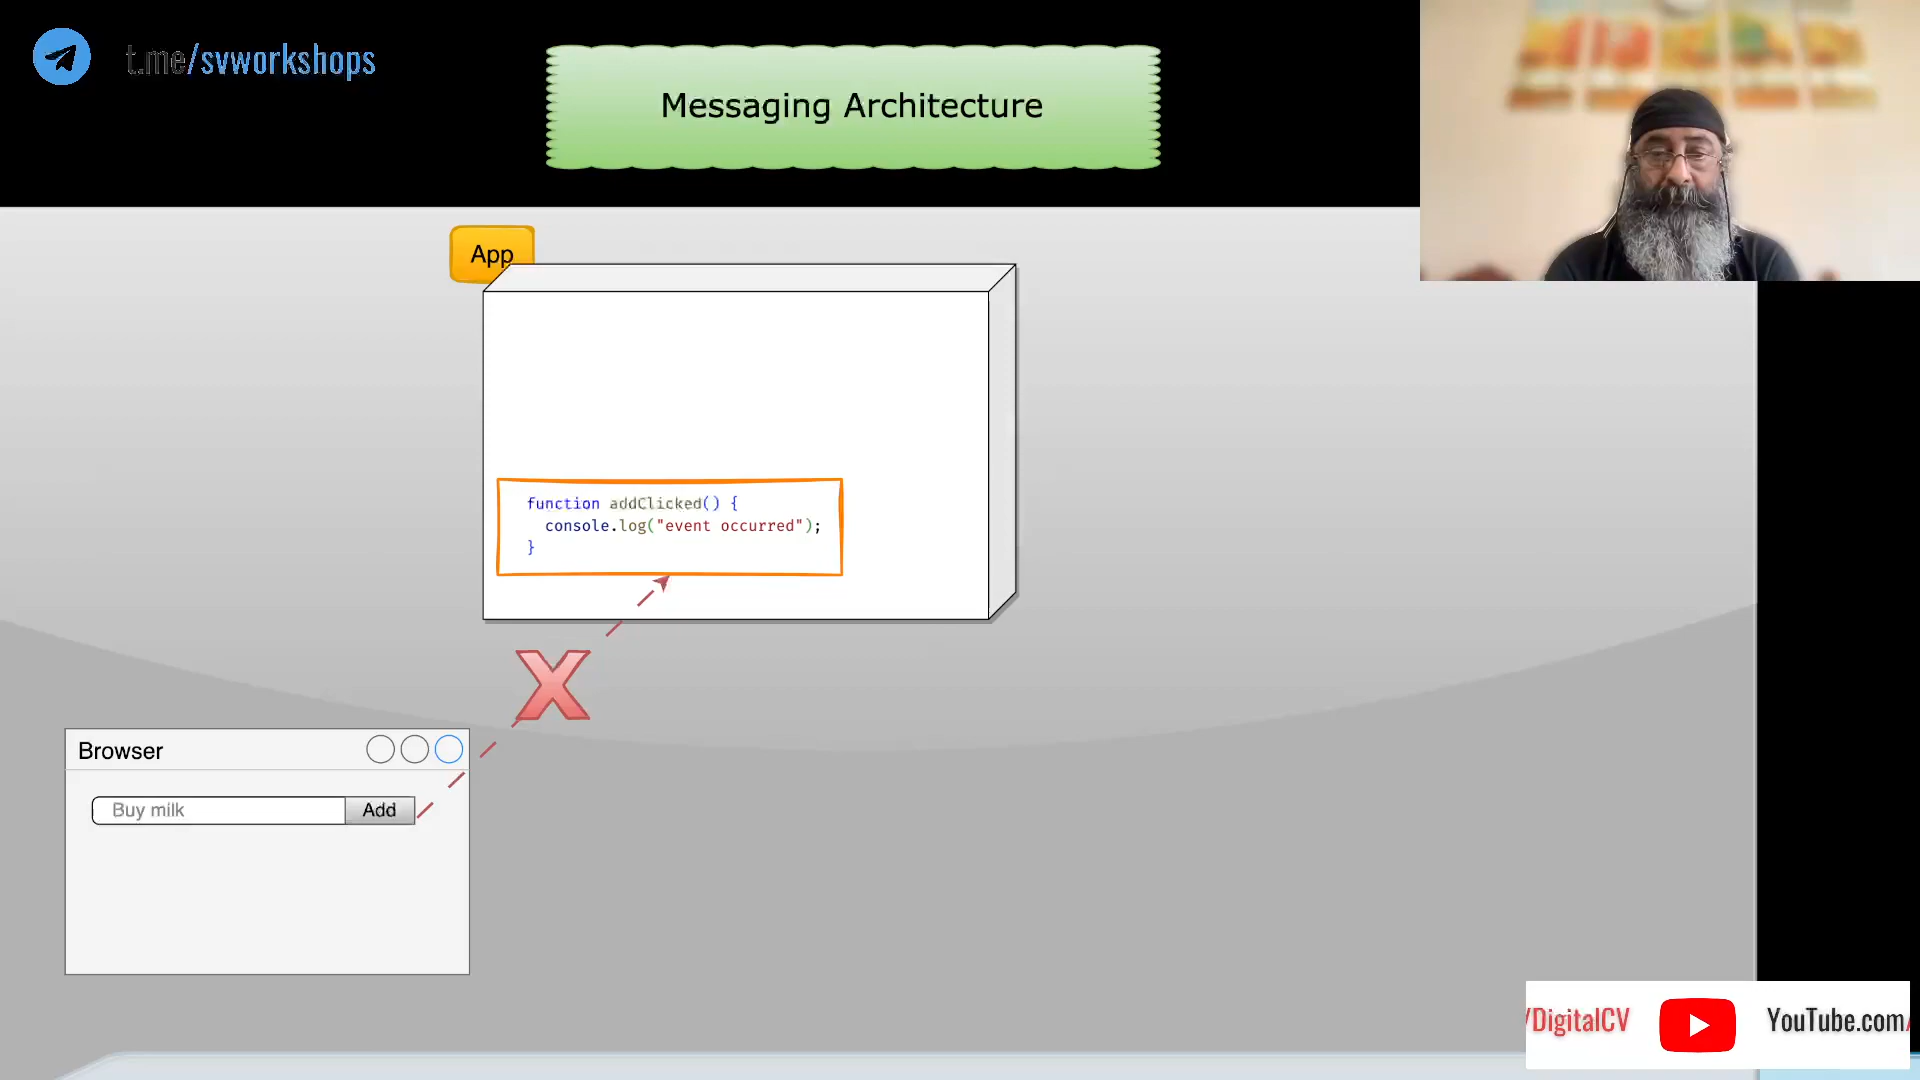 t.me/svworkshops
Messaging Architecture
App
function addClicked() {
console.log("event occurred");
}
X
Browser
Buy milk
Add
/DigitalCV
YouTube.com/